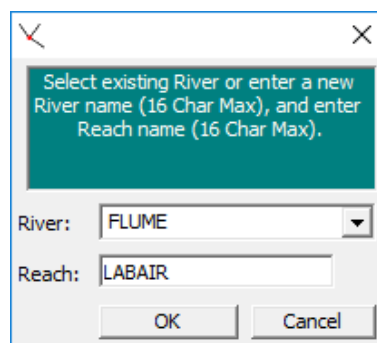 Select existing River or enter a new
River name (16 Char Max), and enter
Reach name (16 Char Max).
River: FLUME
Reach: LABAIR
OK Cancel